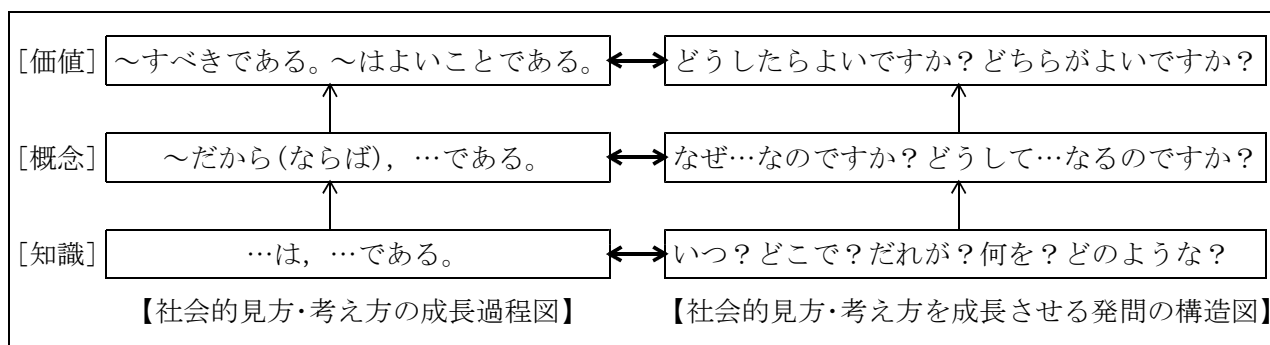 [価値] ～すべきである。～はよいことである。 どうしたらよいですか？どちらがよいですか？
[概念] ～だから(ならば)，…である。 なぜ…なのですか？どうして…なるのですか？
[知識] …は，…である。 いつ？どこで？だれが？何を？どのような？
【社会的見方･考え方の成長過程図】 【社会的見方･考え方を成長させる発問の構造図】